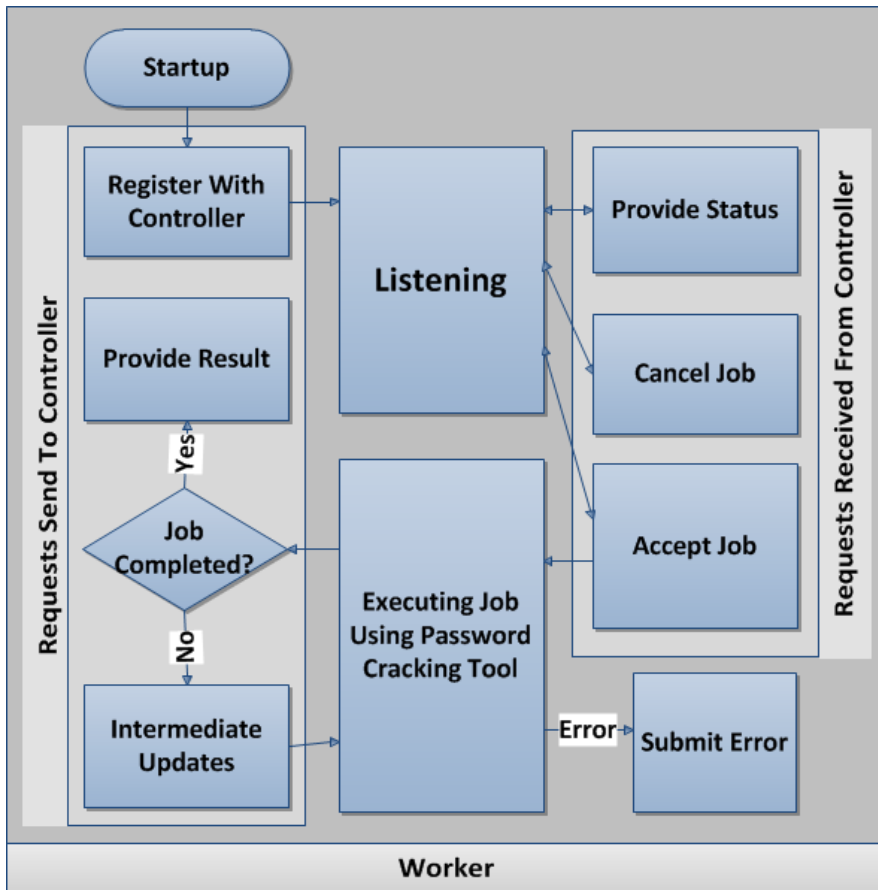 Startup
Requests Send To Controller
Register With
Controller
Provide Result
Yes
Job
Completed?
No
Intermediate
Updates
Listening
Executing Job
Using Password
Cracking Tool
Provide Status
Cancel Job
Accept Job
Requests Received From Controller
Error
Submit Error
Worker